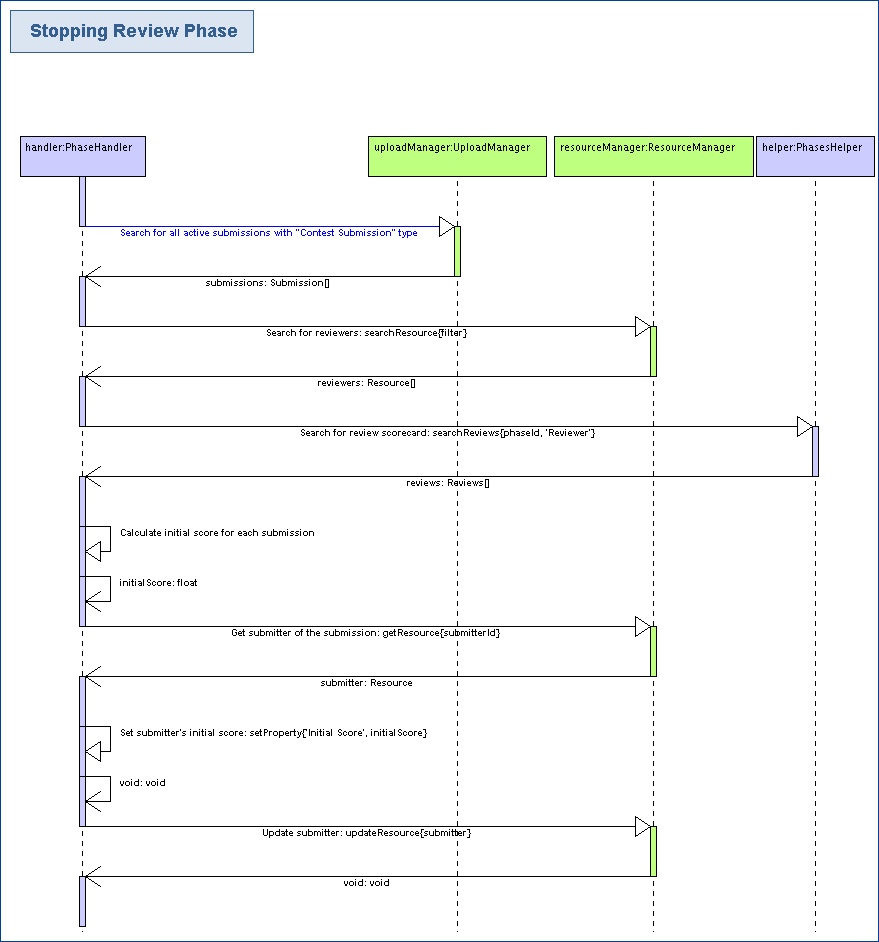 Stopping Review Phase
handler:PhaseHandler
uploadManager:UploadManager
resourceManager:ResourceManager
helper:PhasesHelper
Search for all active submissions with "Contest Submission" type
submissions: Submission[]
Search for reviewers: searchResource{filter}
reviewers: Resource[]
Search for review scorecard: searchReviews{phaseId, 'Reviewer'}
reviews: Reviews[]
Calculate initial score for each submission
initialScore: float
Get submitter of the submission: getResource{submitterId}
submitter: Resource
Set submitter's initial score: setProperty{'Initial Score', initialScore}
void: void
Update submitter: updateResource{submitter}
void: void